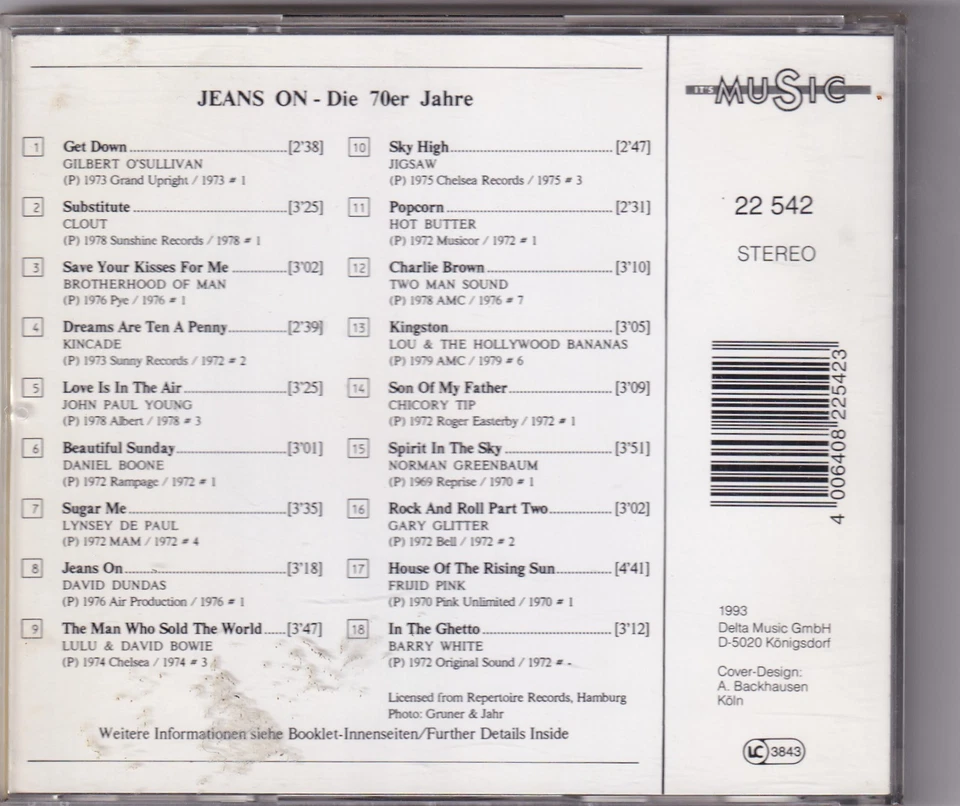 JEANS ON - Die 70er Jahre
1 Get Down [2'38]
GILBERT O'SULLIVAN
(P) 1973 Grand Upright / 1973 # 1
2 Substitute [3'25]
CLOUT
(P) 1978 Sunshine Records / 1978 # 1
3 Save Your Kisses For Me [3'02]
BROTHERHOOD OF MAN
(P) 1976 Pye / 1976 # 1
4 Dreams Are Ten A Penny [2'39]
KINCADE
(P) 1973 Sunny Records / 1972 # 2
5 Love Is In The Air [3'25]
JOHN PAUL YOUNG
(P) 1978 Albert / 1978 # 3
6 Beautiful Sunday [3'01]
DANIEL BOONE
(P) 1972 Rampage / 1972 # 1
7 Sugar Me [3'35]
LYNSEY DE PAUL
(P) 1972 MAM / 1972 # 4
8 Jeans On [3'18]
DAVID DUNDAS
(P) 1976 Air Production / 1976 # 1
9 The Man Who Sold The World [3'47]
LULU & DAVID BOWIE
(P) 1974 Chelsea / 1974 # 3
10 Sky High [2'47]
JIGSAW
(P) 1975 Chelsea Records / 1975 # 3
11 Popcorn [2'31]
HOT BUTTER
(P) 1972 Musicor / 1972 # 1
12 Charlie Brown [3'10]
TWO MAN SOUND
(P) 1978 AMC / 1976 # 7
13 Kingston [3'05]
LOU & THE HOLLYWOOD BANANAS
(P) 1979 AMC / 1979 # 6
14 Son Of My Father [3'09]
CHICORY TIP
(P) 1972 Roger Easterby / 1972 # 1
15 Spirit In The Sky [3'51]
NORMAN GREENBAUM
(P) 1969 Reprise / 1970 # 1
16 Rock And Roll Part Two [3'02]
GARY GLITTER
(P) 1972 Bell / 1972 # 2
17 House Of The Rising Sun [4'41]
FRIJID PINK
(P) 1970 Pink Unlimited / 1970 # 1
18 In The Ghetto [3'12]
BARRY WHITE
(P) 1972 Original Sound / 1972 # -
Licensed from Repertoire Records, Hamburg
Photo: Gruner & Jahr
Weitere Informationen siehe Booklet-Innenseiten/Further Details Inside
IT'S MUSIC
22 542
STEREO
4 006408 225423
1993
Delta Music GmbH
D-5020 Königsdorf
Cover-Design:
A. Backhausen
Köln
LC 3843